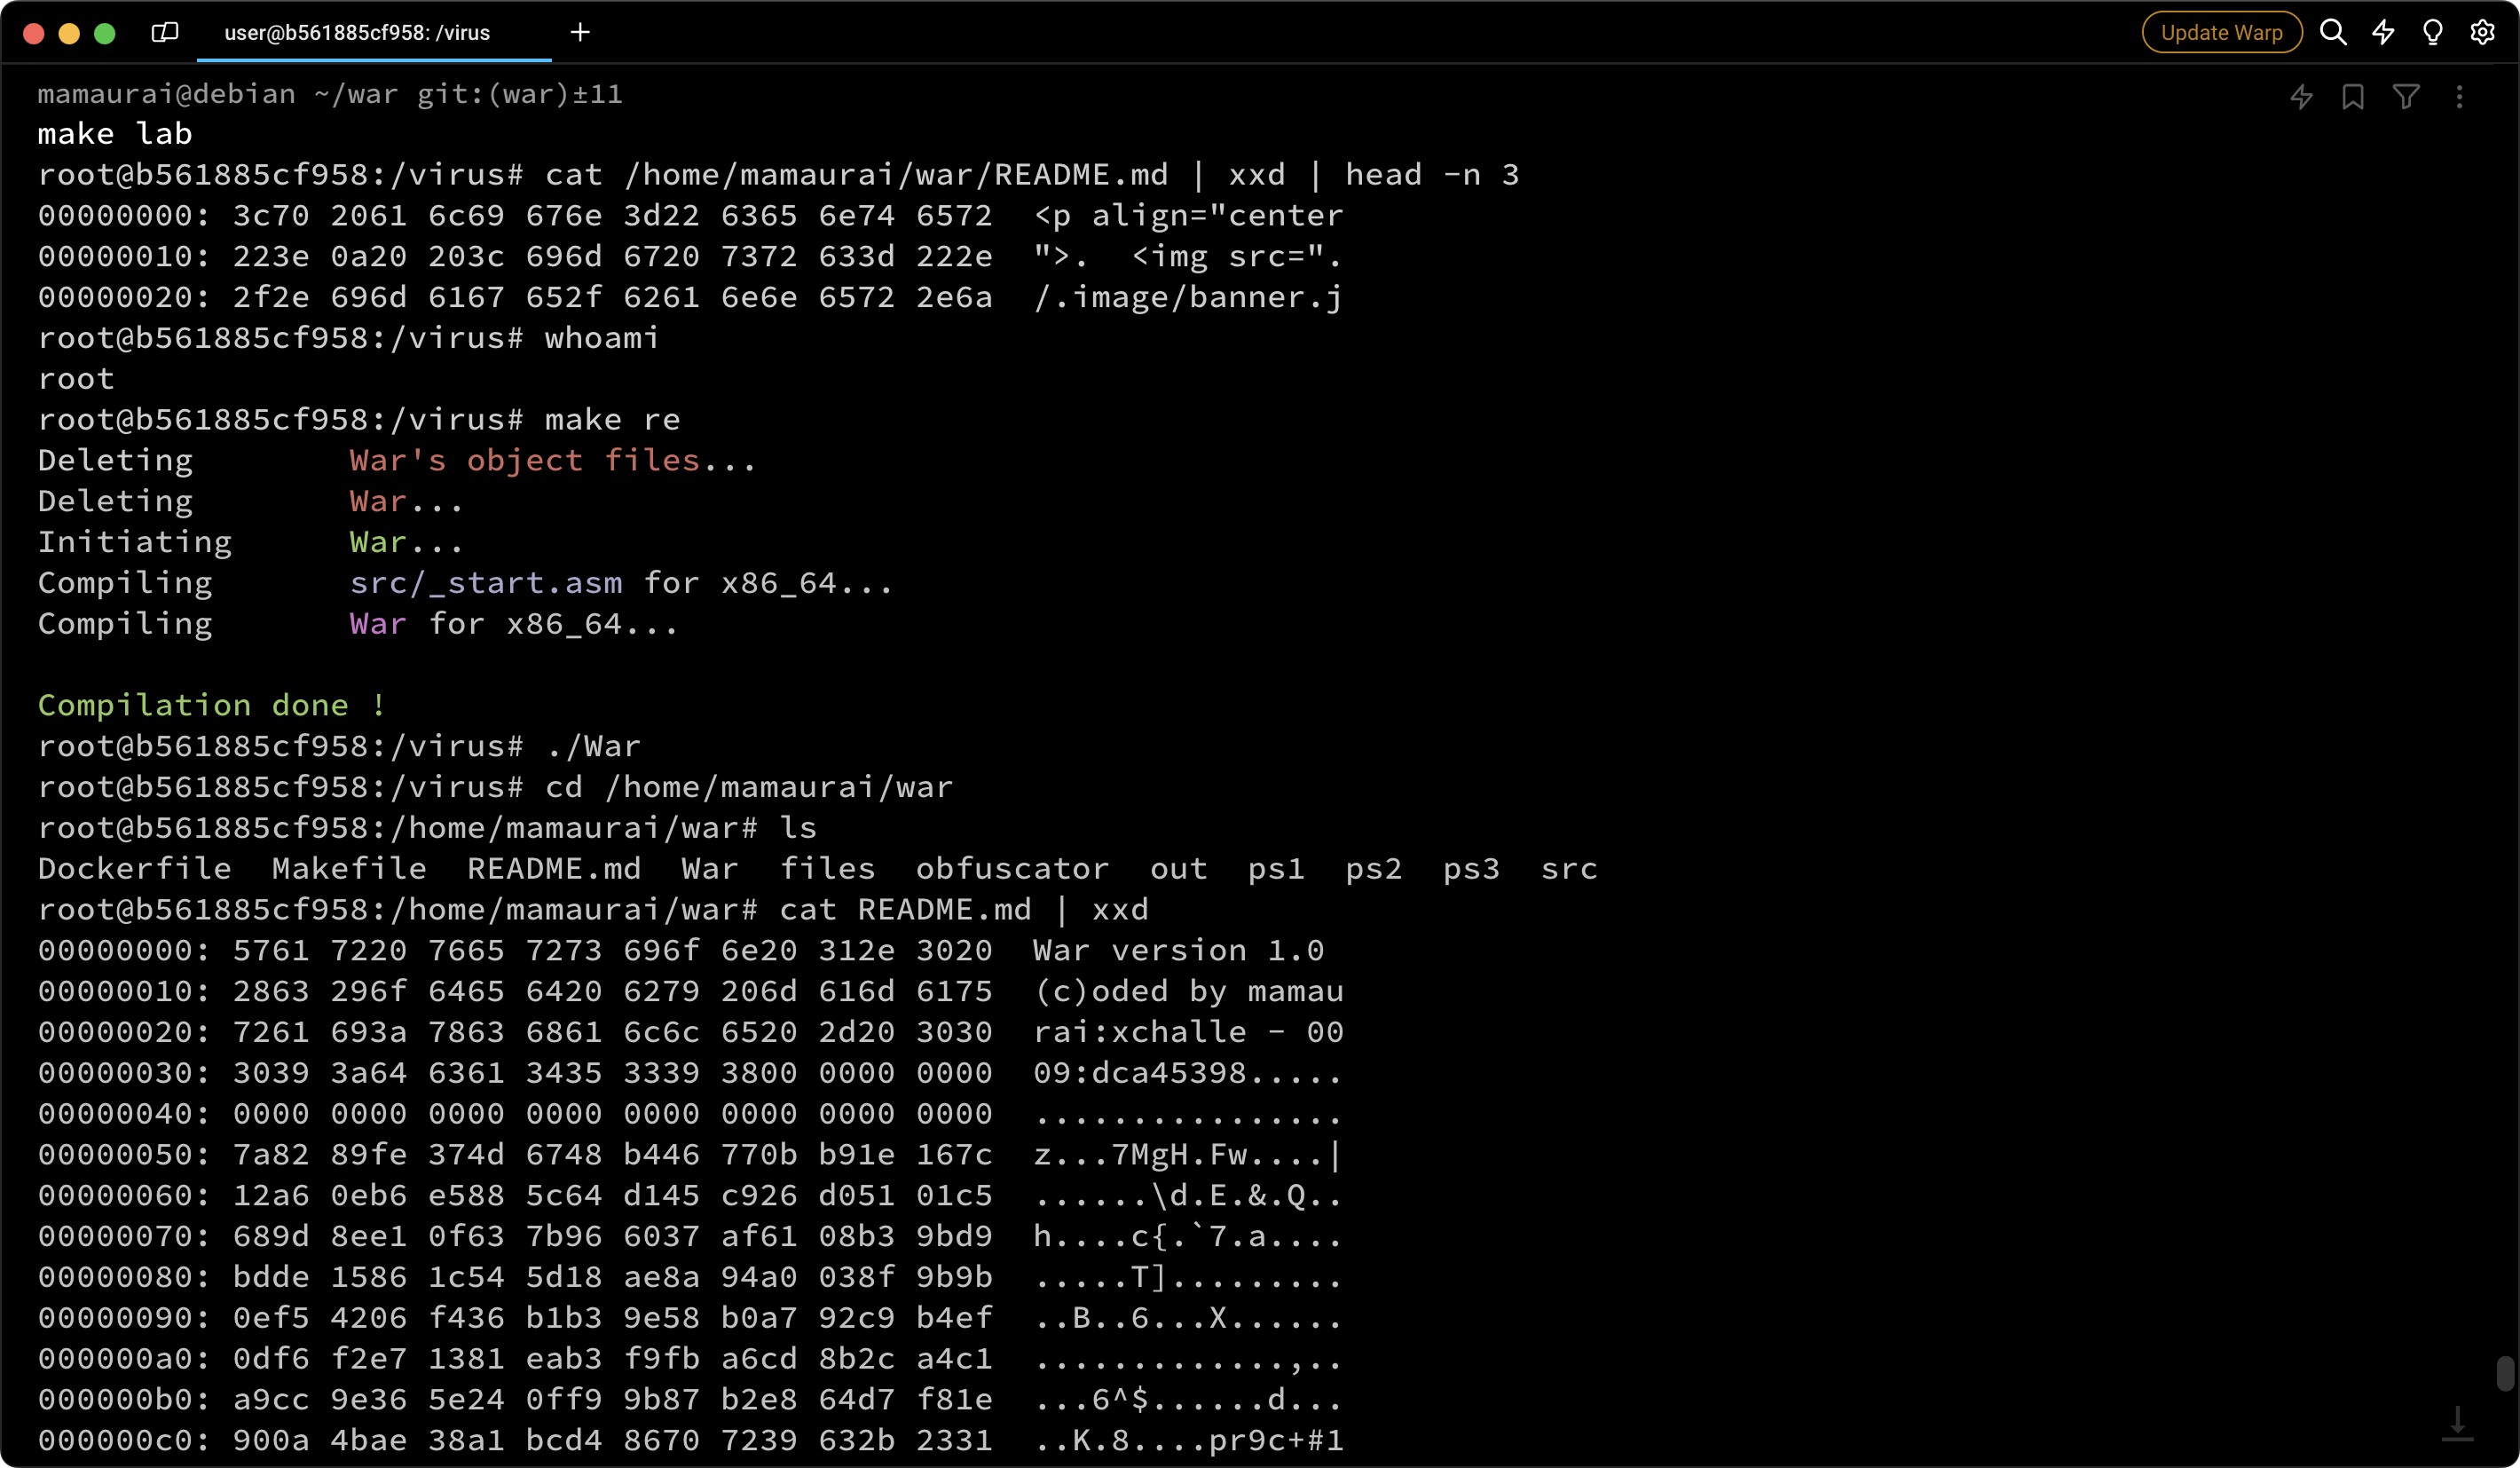 user@b561885cf958: /virus
Update Warp
mamaurai@debian ~/war git:(war)±11
make lab
root@b561885cf958:/virus# cat /home/mamaurai/war/README.md | xxd | head -n 3
00000000: 3c70 2061 6c69 676e 3d22 6365 6e74 6572  <p align="center
00000010: 223e 0a20 203c 696d 6720 7372 633d 222e  ">.  <img src=".
00000020: 2f2e 696d 6167 652f 6261 6e6e 6572 2e6a  /.image/banner.j
root@b561885cf958:/virus# whoami
root
root@b561885cf958:/virus# make re
Deleting        War's object files...
Deleting        War...
Initiating      War...
Compiling       src/_start.asm for x86_64...
Compiling       War for x86_64...
Compilation done !
root@b561885cf958:/virus# ./War
root@b561885cf958:/virus# cd /home/mamaurai/war
root@b561885cf958:/home/mamaurai/war# ls
Dockerfile  Makefile  README.md  War  files  obfuscator  out  ps1  ps2  ps3  src
root@b561885cf958:/home/mamaurai/war# cat README.md | xxd
00000000: 5761 7220 7665 7273 696f 6e20 312e 3020  War version 1.0
00000010: 2863 296f 6465 6420 6279 206d 616d 6175  (c)oded by mamau
00000020: 7261 693a 7863 6861 6c6c 6520 2d20 3030  rai:xchalle - 00
00000030: 3039 3a64 6361 3435 3339 3800 0000 0000  09:dca45398.....
00000040: 0000 0000 0000 0000 0000 0000 0000 0000  ................
00000050: 7a82 89fe 374d 6748 b446 770b b91e 167c  z...7MgH.Fw....|
00000060: 12a6 0eb6 e588 5c64 d145 c926 d051 01c5  ......\d.E.&.Q..
00000070: 689d 8ee1 0f63 7b96 6037 af61 08b3 9bd9  h....c{.`7.a....
00000080: bdde 1586 1c54 5d18 ae8a 94a0 038f 9b9b  .....T].........
00000090: 0ef5 4206 f436 b1b3 9e58 b0a7 92c9 b4ef  ..B..6...X......
000000a0: 0df6 f2e7 1381 eab3 f9fb a6cd 8b2c a4c1  .............,..
000000b0: a9cc 9e36 5e24 0ff9 9b87 b2e8 64d7 f81e  ...6^$......d...
000000c0: 900a 4bae 38a1 bcd4 8670 7239 632b 2331  ..K.8....pr9c+#1